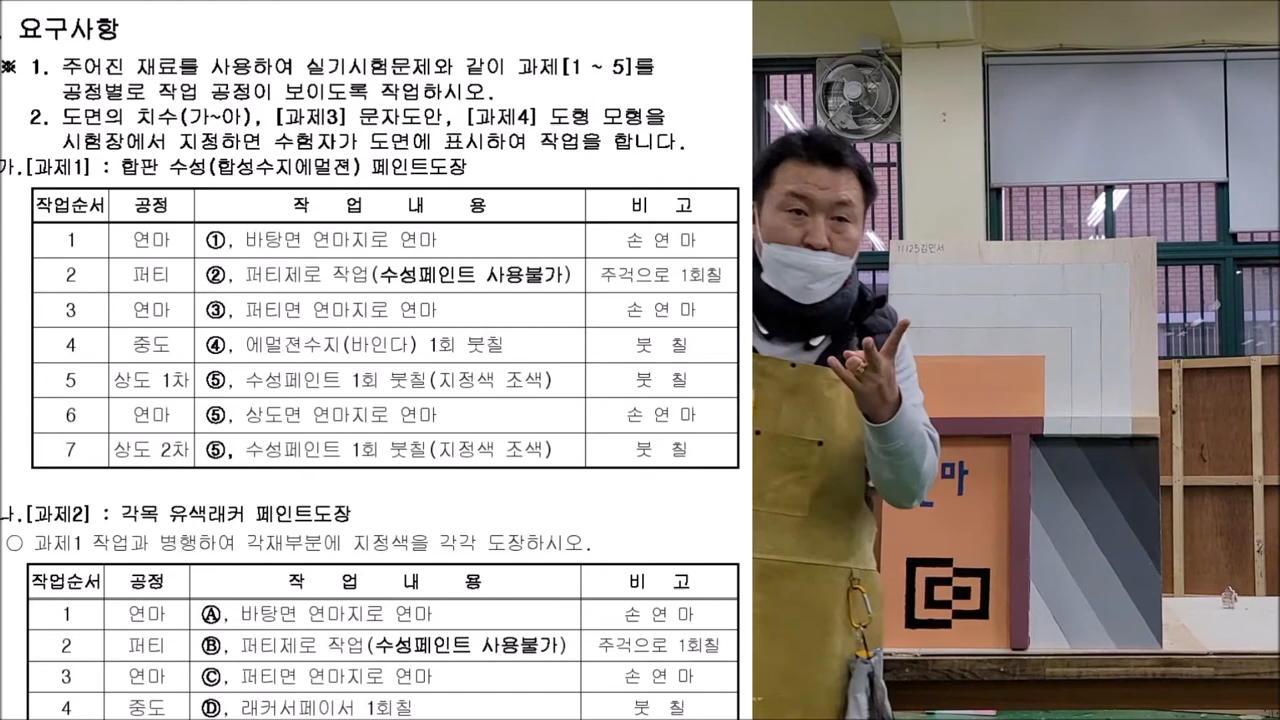 . 요구사항
※ 1. 주어진 재료를 사용하여 실기시험문제와 같이 과제[1 ~ 5]를
공정별로 작업 공정이 보이도록 작업하시오.
2. 도면의 치수(가~아), [과제3] 문자도안, [과제4] 도형 모형을
시험장에서 지정하면 수험자가 도면에 표시하여 작업을 합니다.
가.[과제1] : 합판 수성(합성수지에멀젼) 페인트도장
작업순서 공정 작 업 내 용 비 고
1 연마 ①, 바탕면 연마지로 연마 손 연 마
2 퍼티 ②, 퍼티제로 작업(수성페인트 사용불가) 주걱으로 1회칠
3 연마 ③, 퍼티면 연마지로 연마 손 연 마
4 중도 ④, 에멀젼수지(바인다) 1회 붓칠 붓 칠
5 상도 1차 ⑤, 수성페인트 1회 붓칠(지정색 조색) 붓 칠
6 연마 ⑤, 상도면 연마지로 연마 손 연 마
7 상도 2차 ⑤, 수성페인트 1회 붓칠(지정색 조색) 붓 칠
나.[과제2] : 각목 유색래커 페인트도장
○ 과제1 작업과 병행하여 각재부분에 지정색을 각각 도장하시오.
작업순서 공정 작 업 내 용 비 고
1 연마 Ⓐ, 바탕면 연마지로 연마 손 연 마
2 퍼티 Ⓑ, 퍼티제로 작업(수성페인트 사용불가) 주걱으로 1회칠
3 연마 Ⓒ, 퍼티면 연마지로 연마 손 연 마
4 중도 Ⓓ, 래커서페이서 1회칠 붓 칠
11125김민서
마